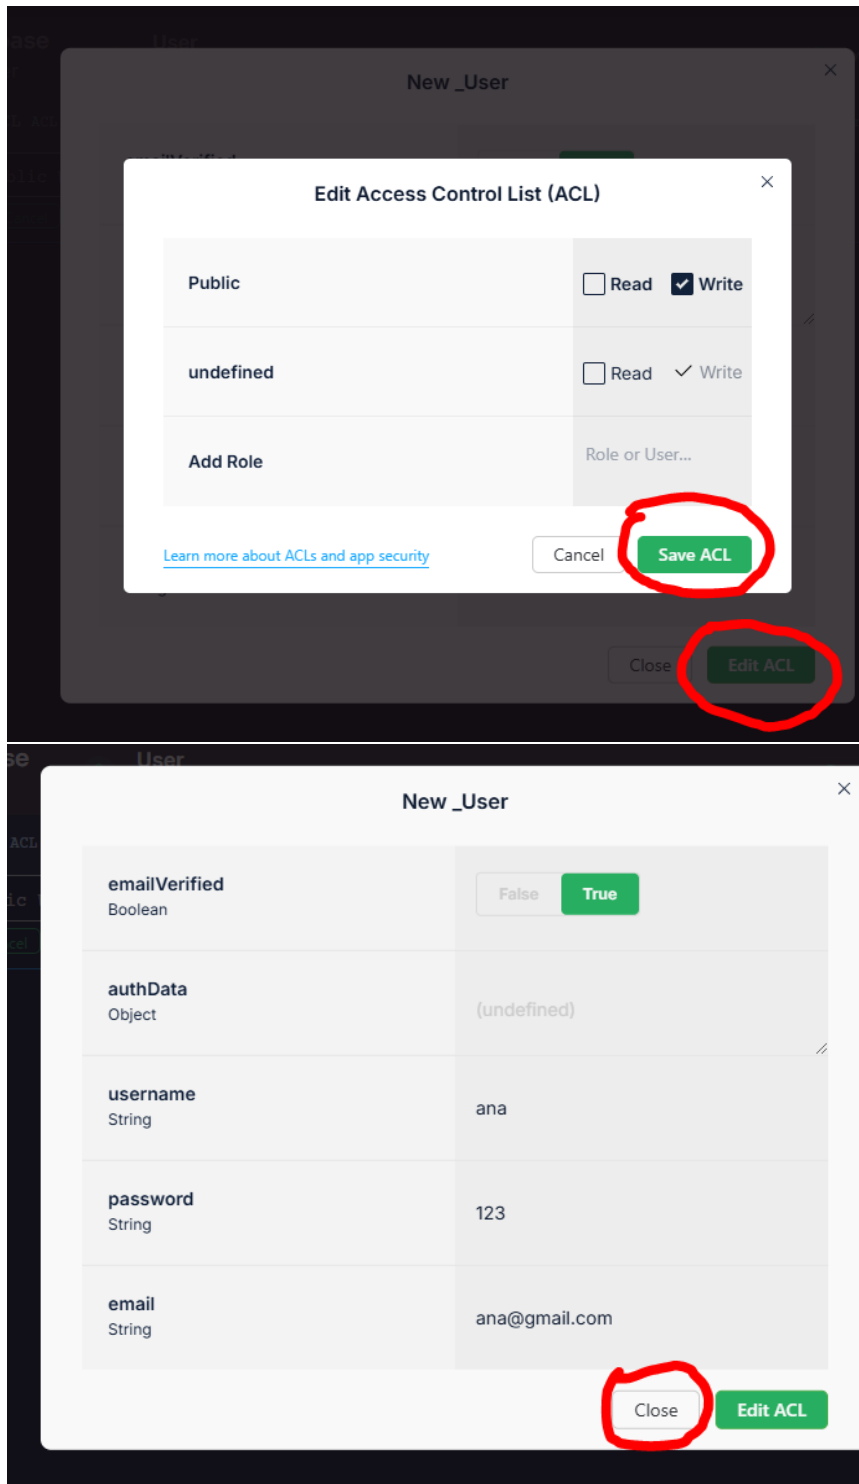 User
New _User
Edit Access Control List (ACL)
Public
Read
Write
undefined
Read
Write
Add Role
Role or User...
Learn more about ACLs and app security
Cancel
Save ACL
Close
Edit ACL
User
New _User
ACL
emailVerified
Boolean
False
True
authData
Object
(undefined)
username
String
ana
password
String
123
email
String
ana@gmail.com
Close
Edit ACL